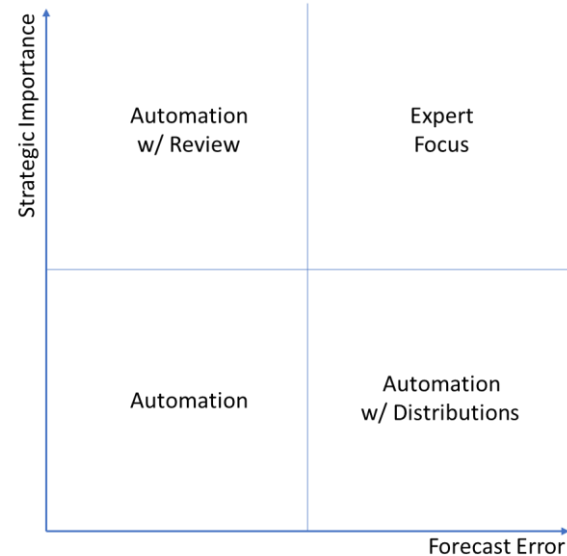 Strategic Importance
Automation
w/ Review
Expert
Focus
Automation
Automation
w/ Distributions
Forecast Error